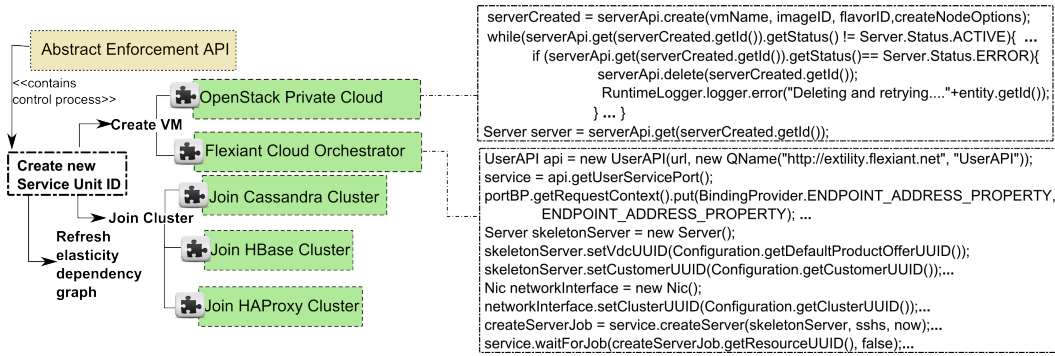 Abstract Enforcement API
<<contains
control process>>
Create VM
OpenStack Private Cloud
Flexiant Cloud Orchestrator
Create new
Service Unit ID
Join Cluster
Join Cassandra Cluster
Join HBase Cluster
Join HAProxy Cluster
Refresh
elasticity
dependency
graph
serverCreated = serverApi.create(vmName, imageID, flavorID,createNodeOptions);
while(serverApi.get(serverCreated.getId()).getStatus() != Server.Status.ACTIVE){ ...
if (serverApi.get(serverCreated.getId()).getStatus()== Server.Status.ERROR){
serverApi.delete(serverCreated.getId());
RuntimeLogger.logger.error("Deleting and retrying...."+entity.getId());
} ... }
Server server = serverApi.get(serverCreated.getId());
UserAPI api = new UserAPI(url, new QName("http://extility.flexiant.net", "UserAPI"));
service = api.getUserServicePort();
portBP.getRequestContext().put(BindingProvider.ENDPOINT_ADDRESS_PROPERTY,
ENDPOINT_ADDRESS_PROPERTY); ...
Server skeletonServer = new Server();
skeletonServer.setVdcUUID(Configuration.getDefaultProductOfferUUID());
skeletonServer.setCustomerUUID(Configuration.getCustomerUUID());...
Nic networkInterface = new Nic();
networkInterface.setClusterUUID(Configuration.getClusterUUID());...
createServerJob = service.createServer(skeletonServer, sshs, now);...
service.waitForJob(createServerJob.getResourceUUID(), false);...